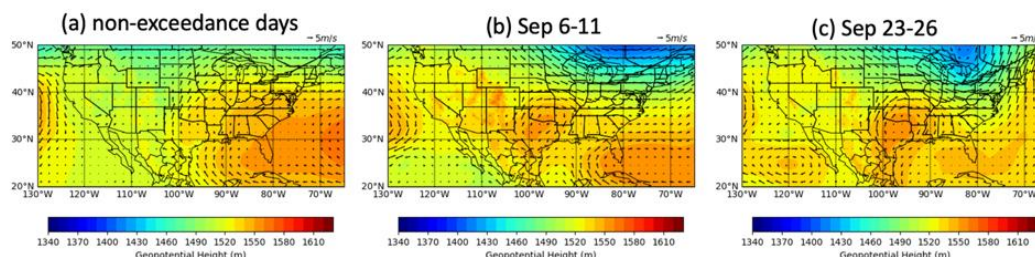 (a) non-exceedance days
(b) Sep 6-11
(c) Sep 23-26
5m/s
5m/s
5m/s
50°N
40°N
30°N
20°N
130°W 120°W 110°W 100°W 90°W 80°W 70°W
50°N
40°N
30°N
20°N
130°W 120°W 110°W 100°W 90°W 80°W 70°W
50°N
40°N
30°N
20°N
130°W 120°W 110°W 100°W 90°W 80°W 70°W
1340 1370 1400 1430 1460 1490 1520 1550 1580 1610
Geopotential Height (m)
1340 1370 1400 1430 1460 1490 1520 1550 1580 1610
Geopotential Height (m)
1340 1370 1400 1430 1460 1490 1520 1550 1580 1610
Geopotential Height (m)